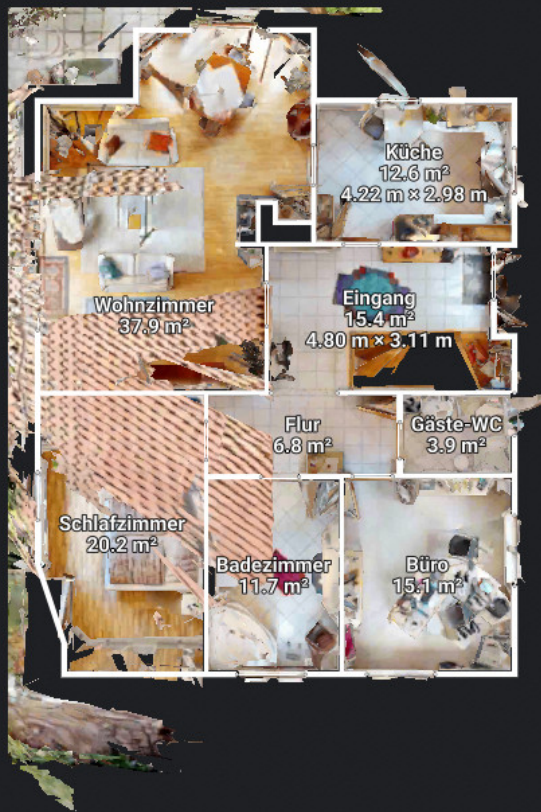 Küche
12.6 m²
4.22 m × 2.98 m
Wohnzimmer
37.9 m²
Eingang
15.4 m²
4.80 m × 3.11 m
Flur
6.8 m²
Gäste-WC
3.9 m²
Schlafzimmer
20.2 m²
Badezimmer
11.7 m²
Büro
15.1 m²